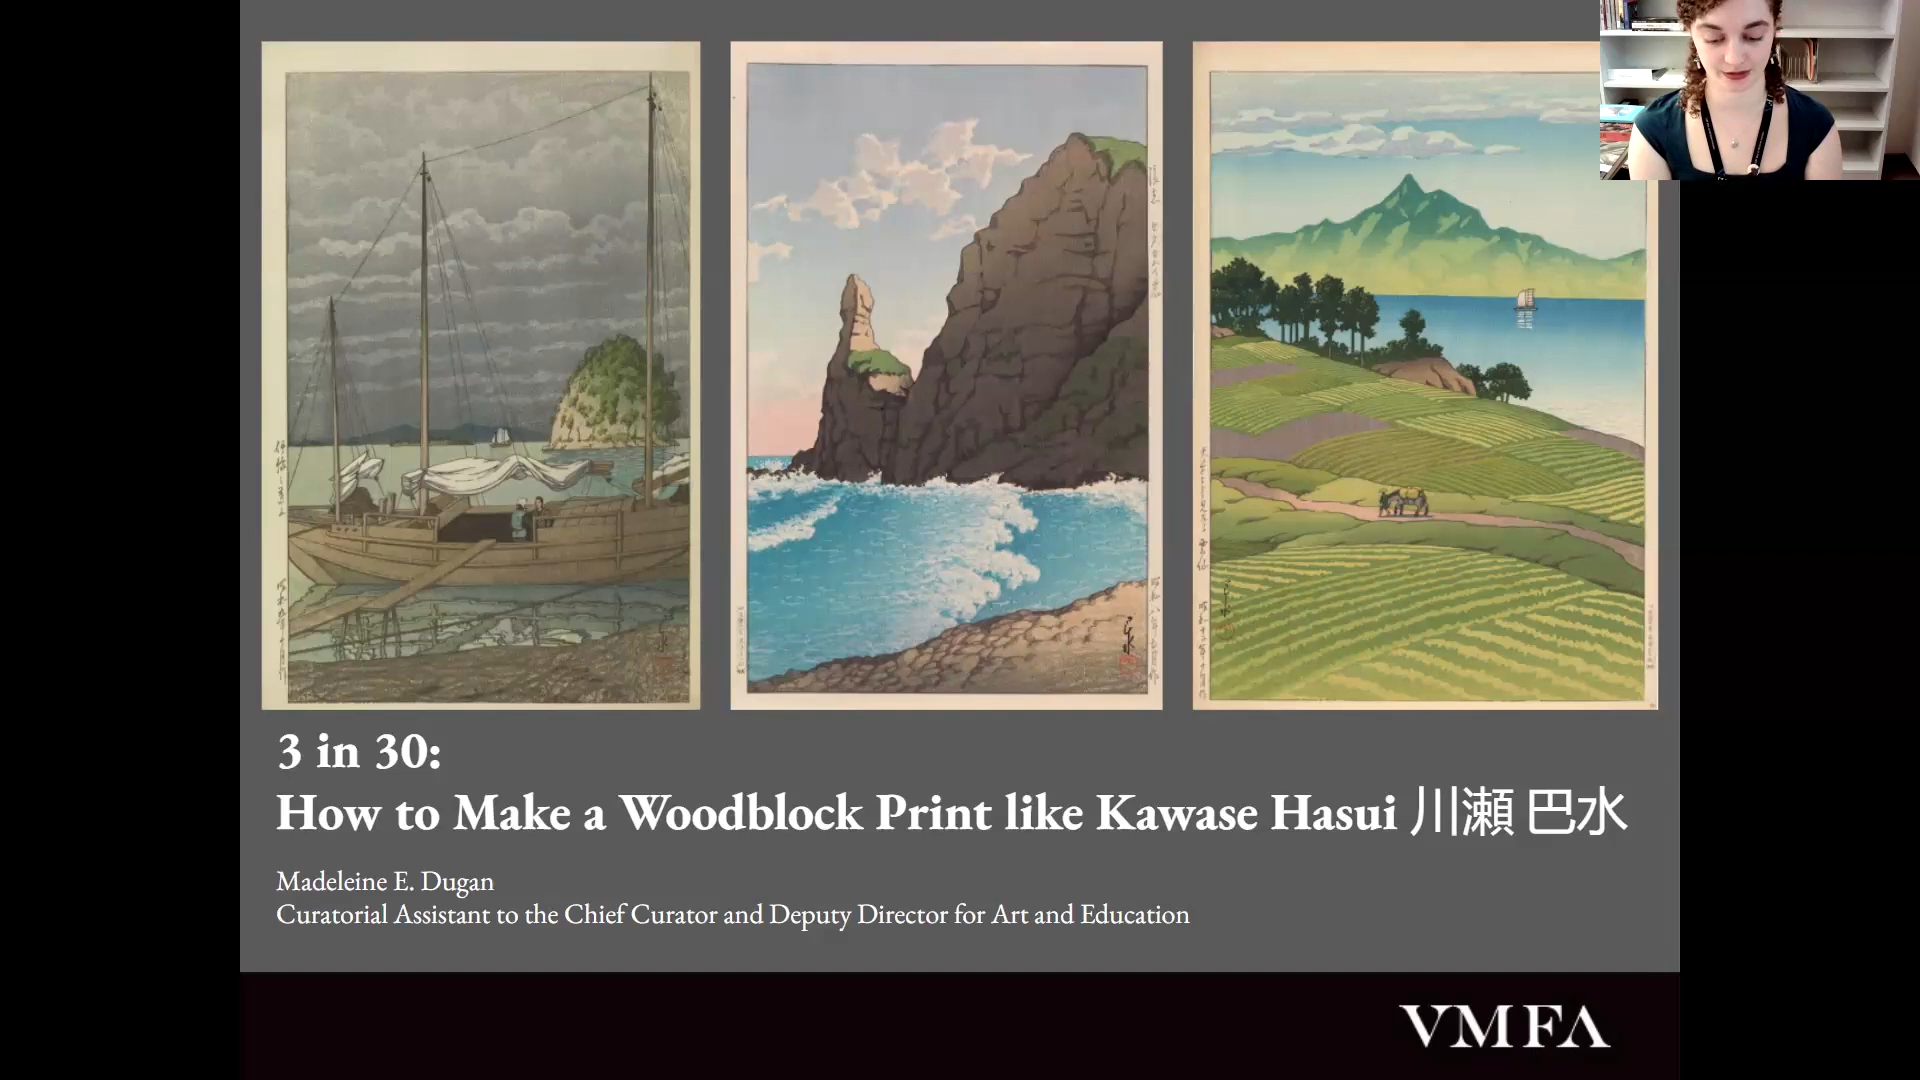 3 in 30:
How to Make a Woodblock Print like Kawase Hasui 川瀬 巴水
Madeleine E. Dugan
Curatorial Assistant to the Chief Curator and Deputy Director for Art and Education
VMFA